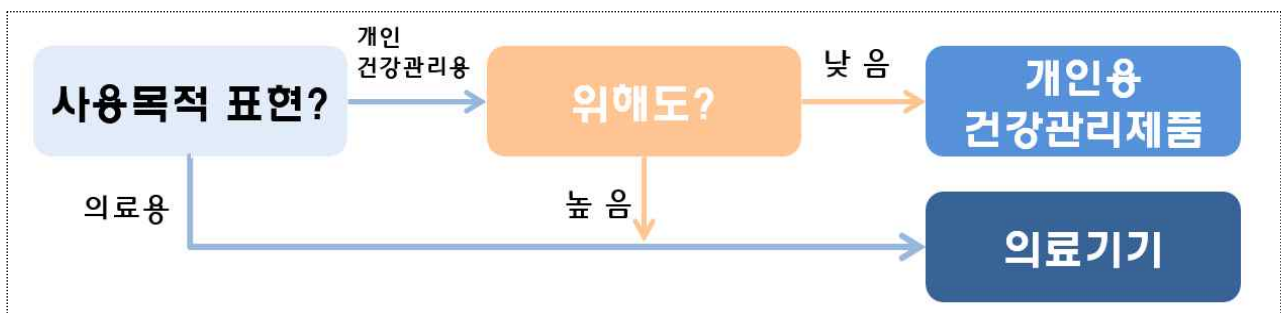 사용목적 표현?
개인
건강관리용
위해도?
낮 음
개인용
건강관리제품
의료용
높 음
의료기기